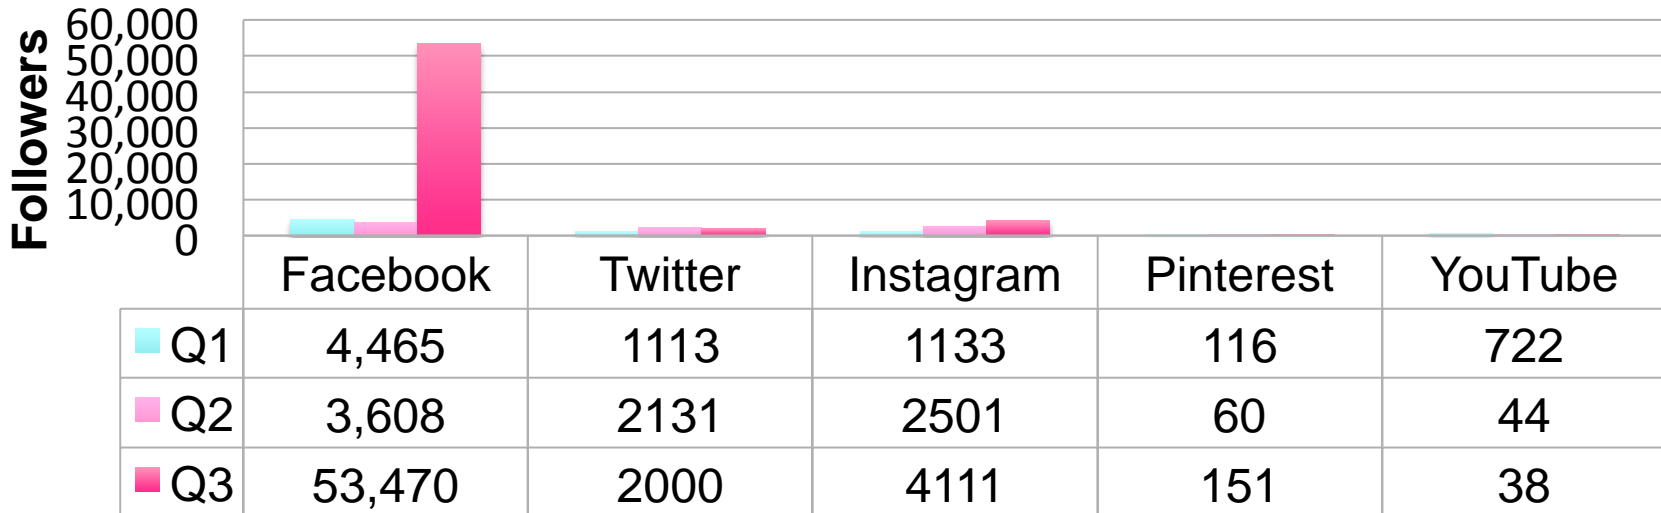 Followers
60,000
50,000
40,000
30,000
20,000
10,000
0
Facebook Twitter Instagram Pinterest YouTube
Q1 4,465 1113 1133 116 722
Q2 3,608 2131 2501 60 44
Q3 53,470 2000 4111 151 38